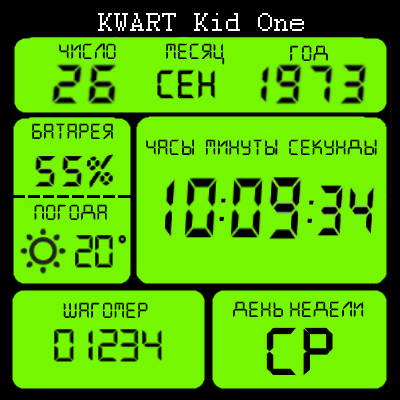 KWART Kid One
ЧИСЛО МЕСЯЦ ГОД
26 СЕН 1973
БАТАРЕЯ
55%
ЧАСЫ МИНУТЫ СЕКУНДЫ
10:09:34
ПОГОДА
20°
ШАГОМЕР
01234
ДЕНЬ НЕДЕЛИ
СР